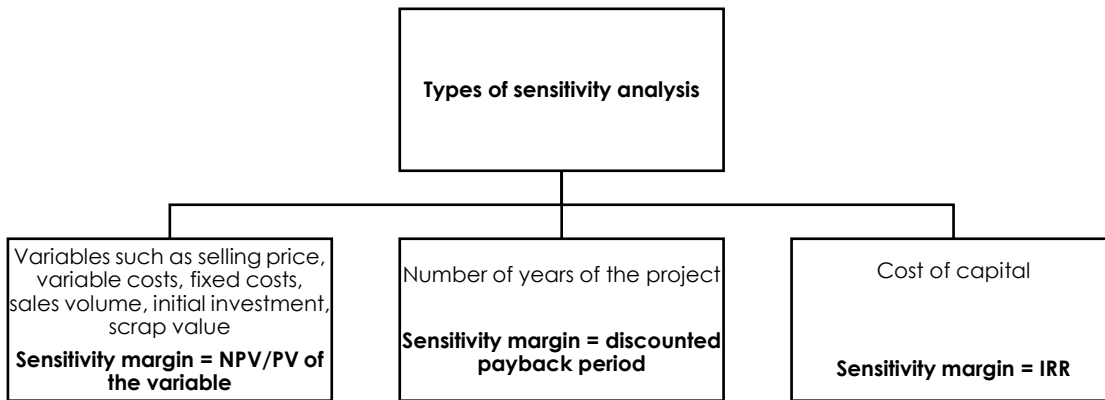 Types of sensitivity analysis
Variables such as selling price,
variable costs, fixed costs,
sales volume, initial investment,
scrap value
Sensitivity margin = NPV/PV of
the variable
Number of years of the project
Sensitivity margin = discounted
payback period
Cost of capital
Sensitivity margin = IRR